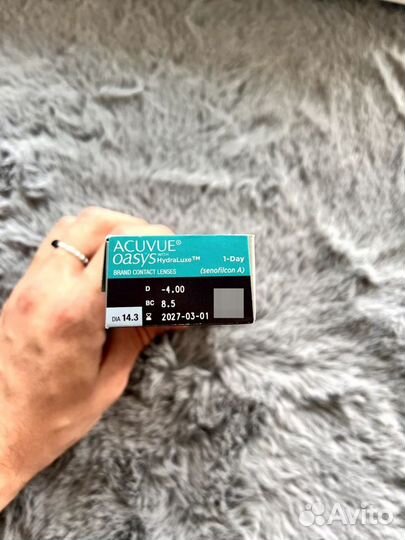 ACUVUE®
OASYS WITH HydraLuxe™ 1-Day
BRAND CONTACT LENSES (senofilcon A)
D -4.00
BC 8.5
DIA 14.3 2027-03-01
Avito